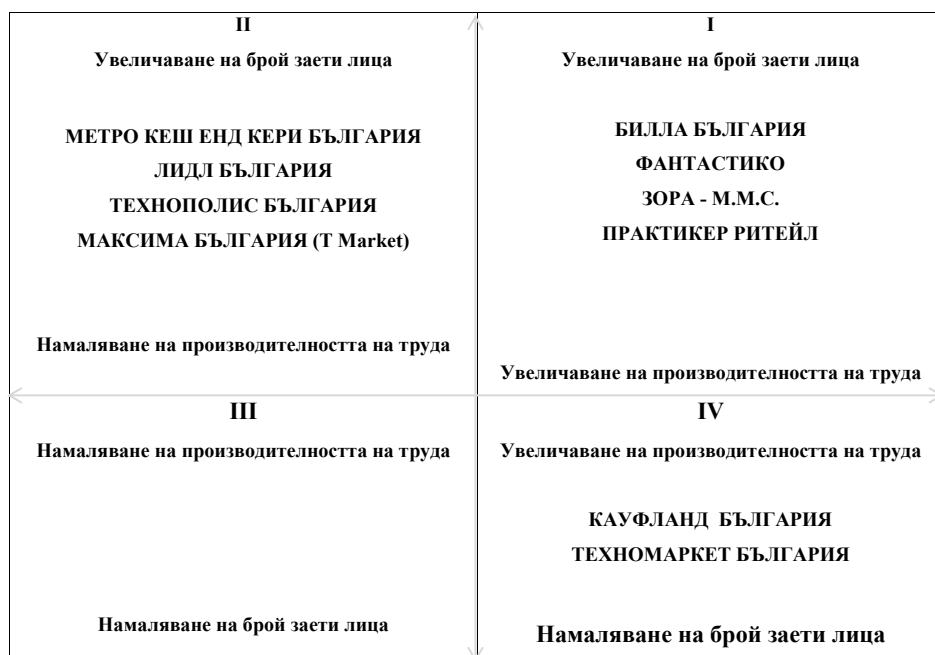 II
Увеличаване на брой заети лица
МЕТРО КЕШ ЕНД КЕРИ БЪЛГАРИЯ
ЛИДЛ БЪЛГАРИЯ
ТЕХНОПОЛИС БЪЛГАРИЯ
МАКСИМА БЪЛГАРИЯ (T Market)
Намаляване на производителността на труда
I
Увеличаване на брой заети лица
БИЛЛА БЪЛГАРИЯ
ФАНТАСТИКО
ЗОРА - М.М.С.
ПРАКТИКЕР РИТЕЙЛ
Увеличаване на производителността на труда
III
Намаляване на производителността на труда
Намаляване на брой заети лица
IV
Увеличаване на производителността на труда
КАУФЛАНД БЪЛГАРИЯ
ТЕХНОМАРКЕТ БЪЛГАРИЯ
Намаляване на брой заети лица